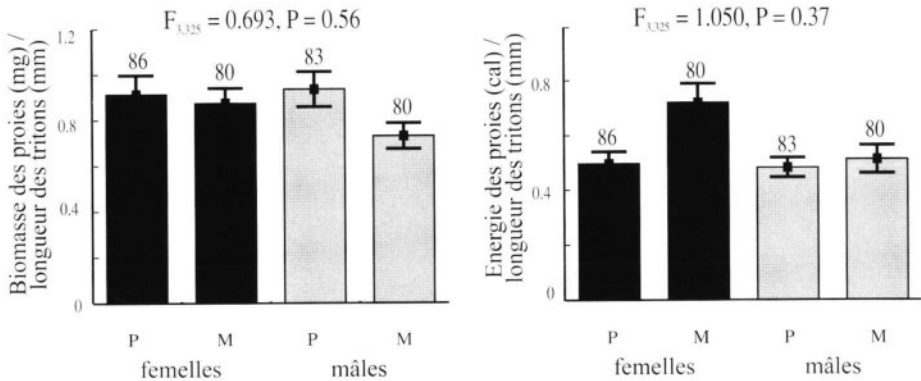 F3,325 = 0.693, P = 0.56
Biomasse des proies (mg) /
longueur des tritons (mm)
1.2
0.8
0.4
0
86
80
83
80
P
M
P
M
femelles
mâles
F3,325 = 1.050, P = 0.37
Energie des proies (cal) /
longueur des tritons (mm)
0.8
0.4
0
86
80
83
80
P
M
P
M
femelles
mâles